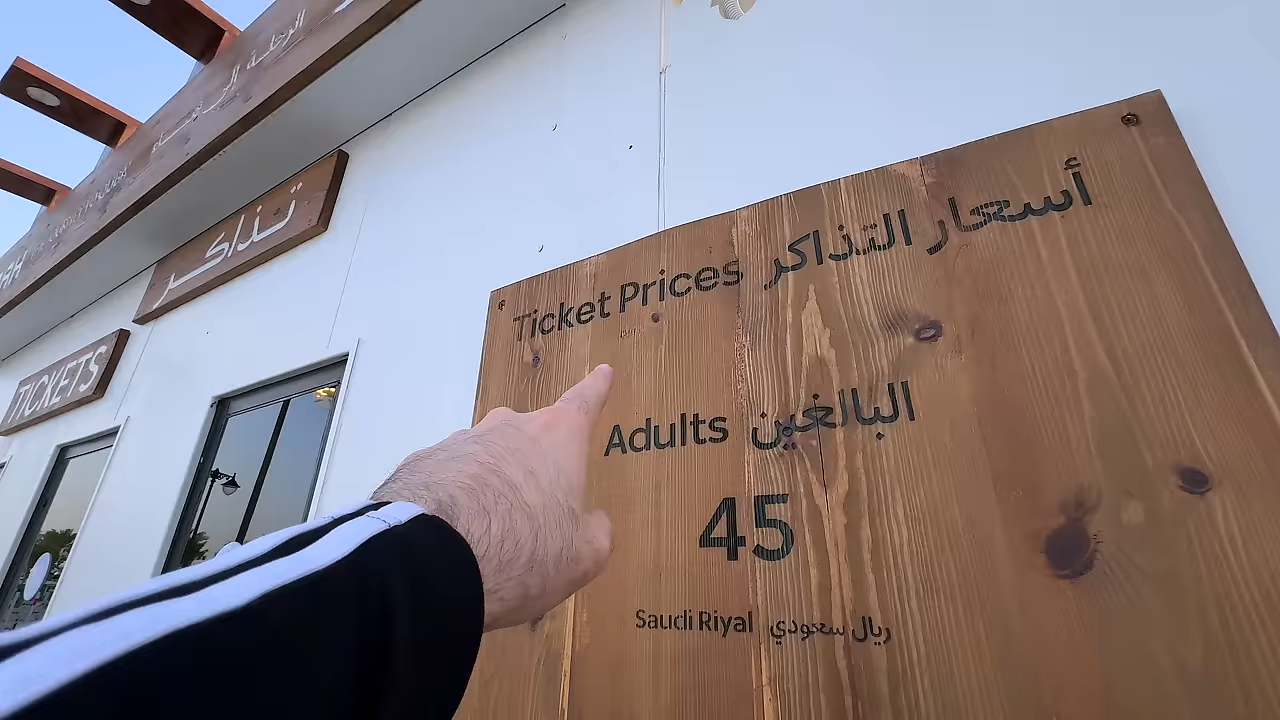 تذاكر
TICKETS
Ticket Prices أسعار التذاكر
Adults البالغين
45
Saudi Riyal ريال سعودي